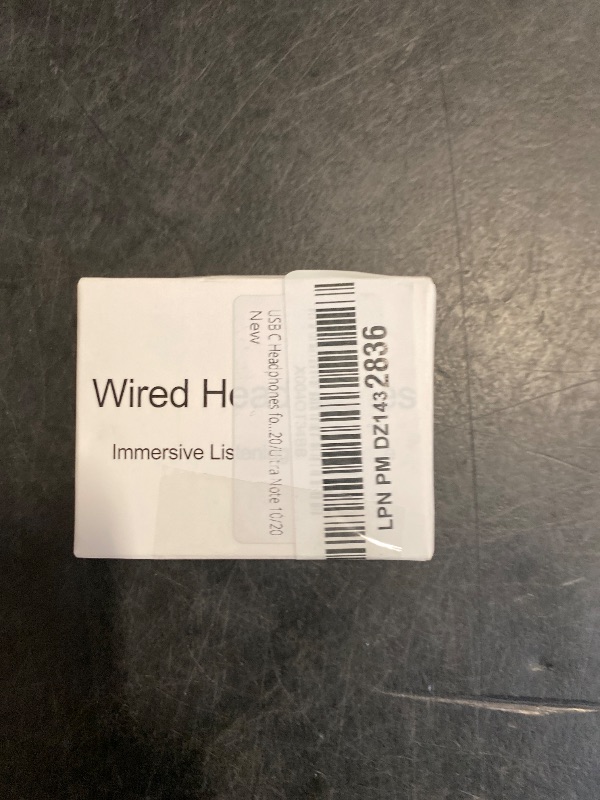 Wired He
Immersive Lis
USB C Headphones fo...20/Ultra Note 10/20
New
LPN PM DZ1432836